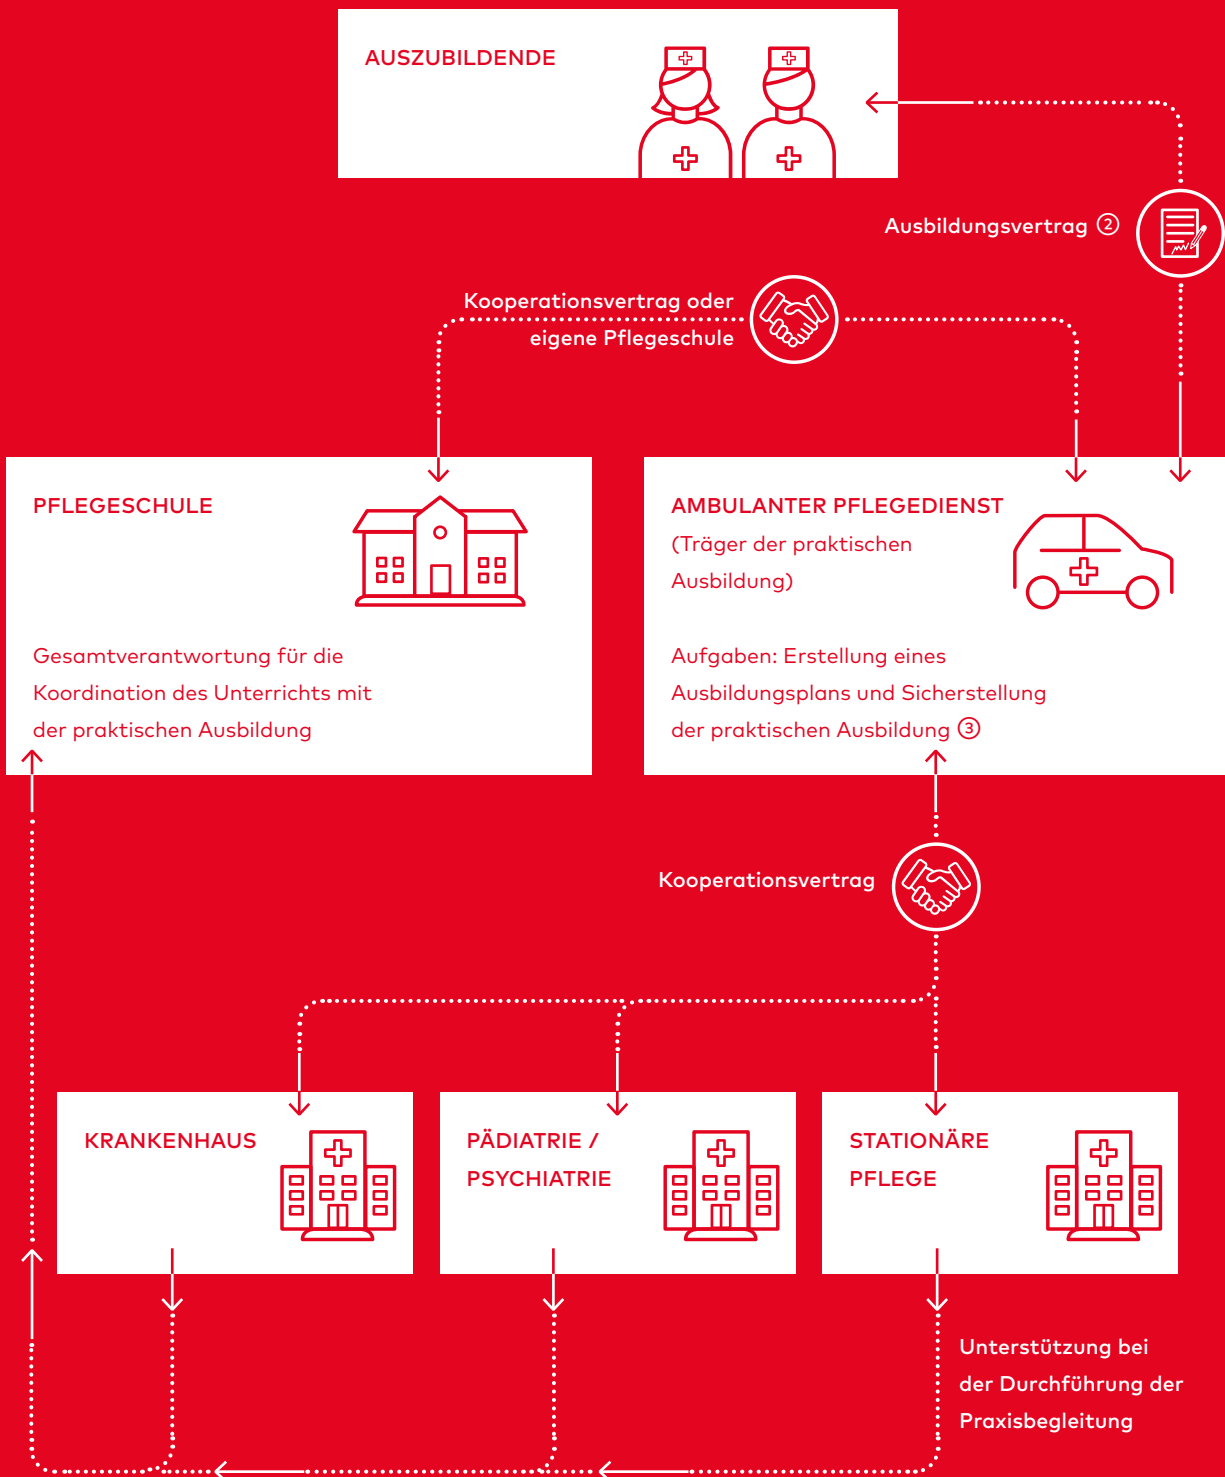 AUSZUBILDENDE
Ausbildungsvertrag ②
Kooperationsvertrag oder
eigene Pflegeschule
PFLEGESCHULE
Gesamtverantwortung für die
Koordination des Unterrichts mit
der praktischen Ausbildung
AMBULANTER PFLEGEDIENST
(Träger der praktischen
Ausbildung)
Aufgaben: Erstellung eines
Ausbildungsplans und Sicherstellung
der praktischen Ausbildung ③
Kooperationsvertrag
KRANKENHAUS
PÄDIATRIE /
PSYCHIATRIE
STATIONÄRE
PFLEGE
Unterstützung bei
der Durchführung der
Praxisbegleitung